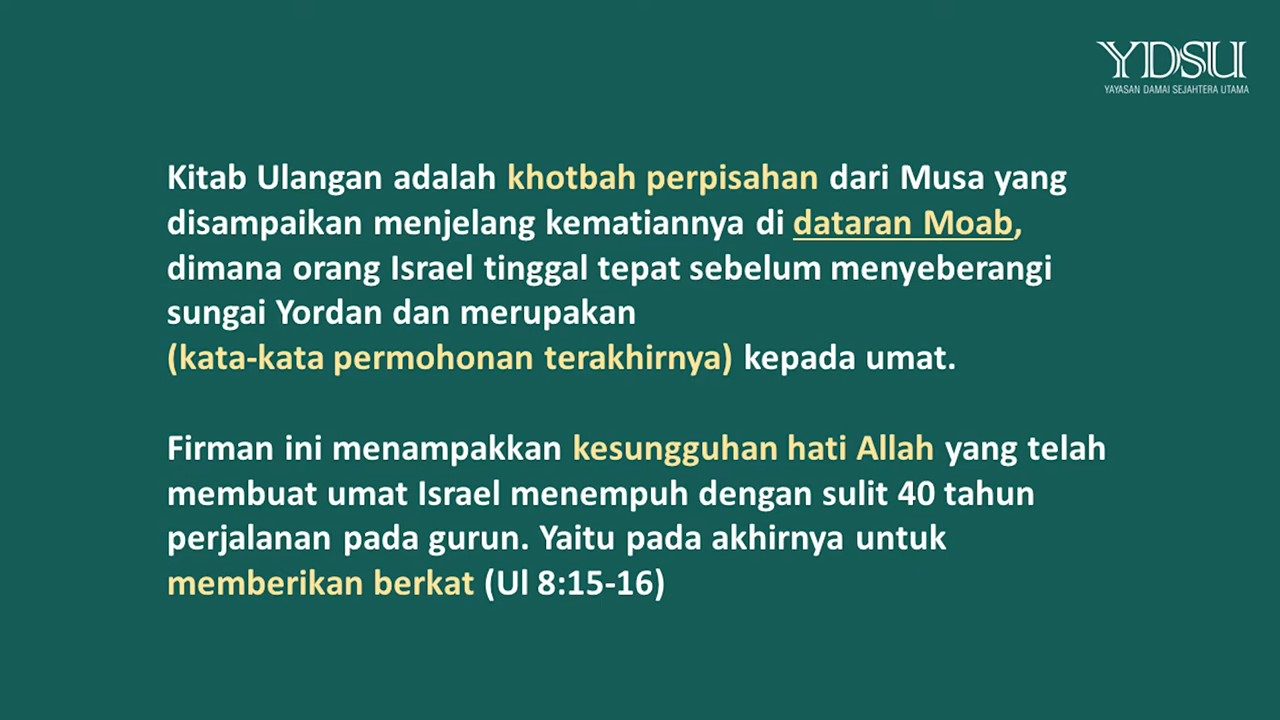 YDSU
YAYASAN DAMAI SEJAHTERA UTAMA
Kitab Ulangan adalah khotbah perpisahan dari Musa yang
disampaikan menjelang kematiannya di dataran Moab,
dimana orang Israel tinggal tepat sebelum menyeberangi
sungai Yordan dan merupakan
(kata-kata permohonan terakhirnya) kepada umat.
Firman ini menampakkan kesungguhan hati Allah yang telah
membuat umat Israel menempuh dengan sulit 40 tahun
perjalanan pada gurun. Yaitu pada akhirnya untuk
memberikan berkat (Ul 8:15-16)